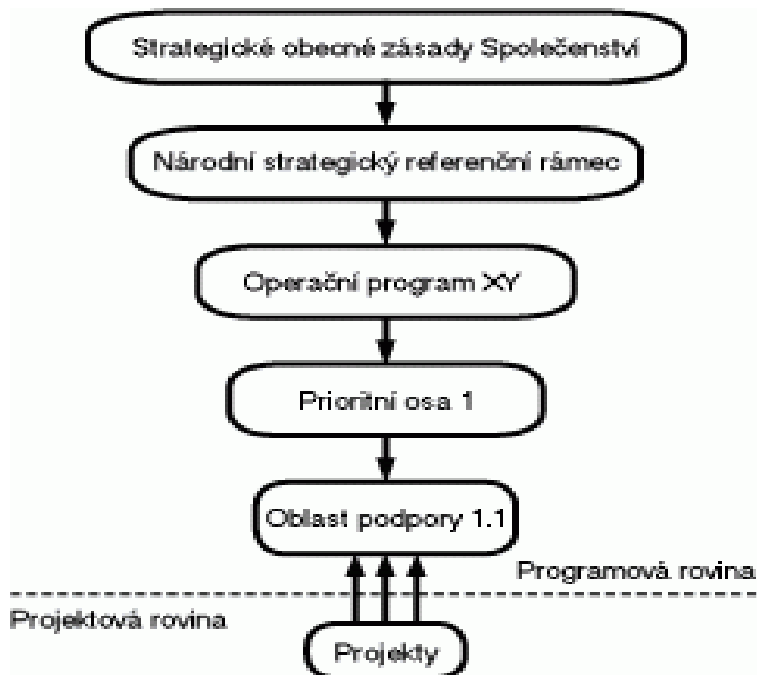 Strategické obecné zásady Společenství
Národní strategický referenční rámec
Operační program XY
Prioritní osa 1
Oblast podpory 1.1
Programová rovina
Projektová rovina
Projekty